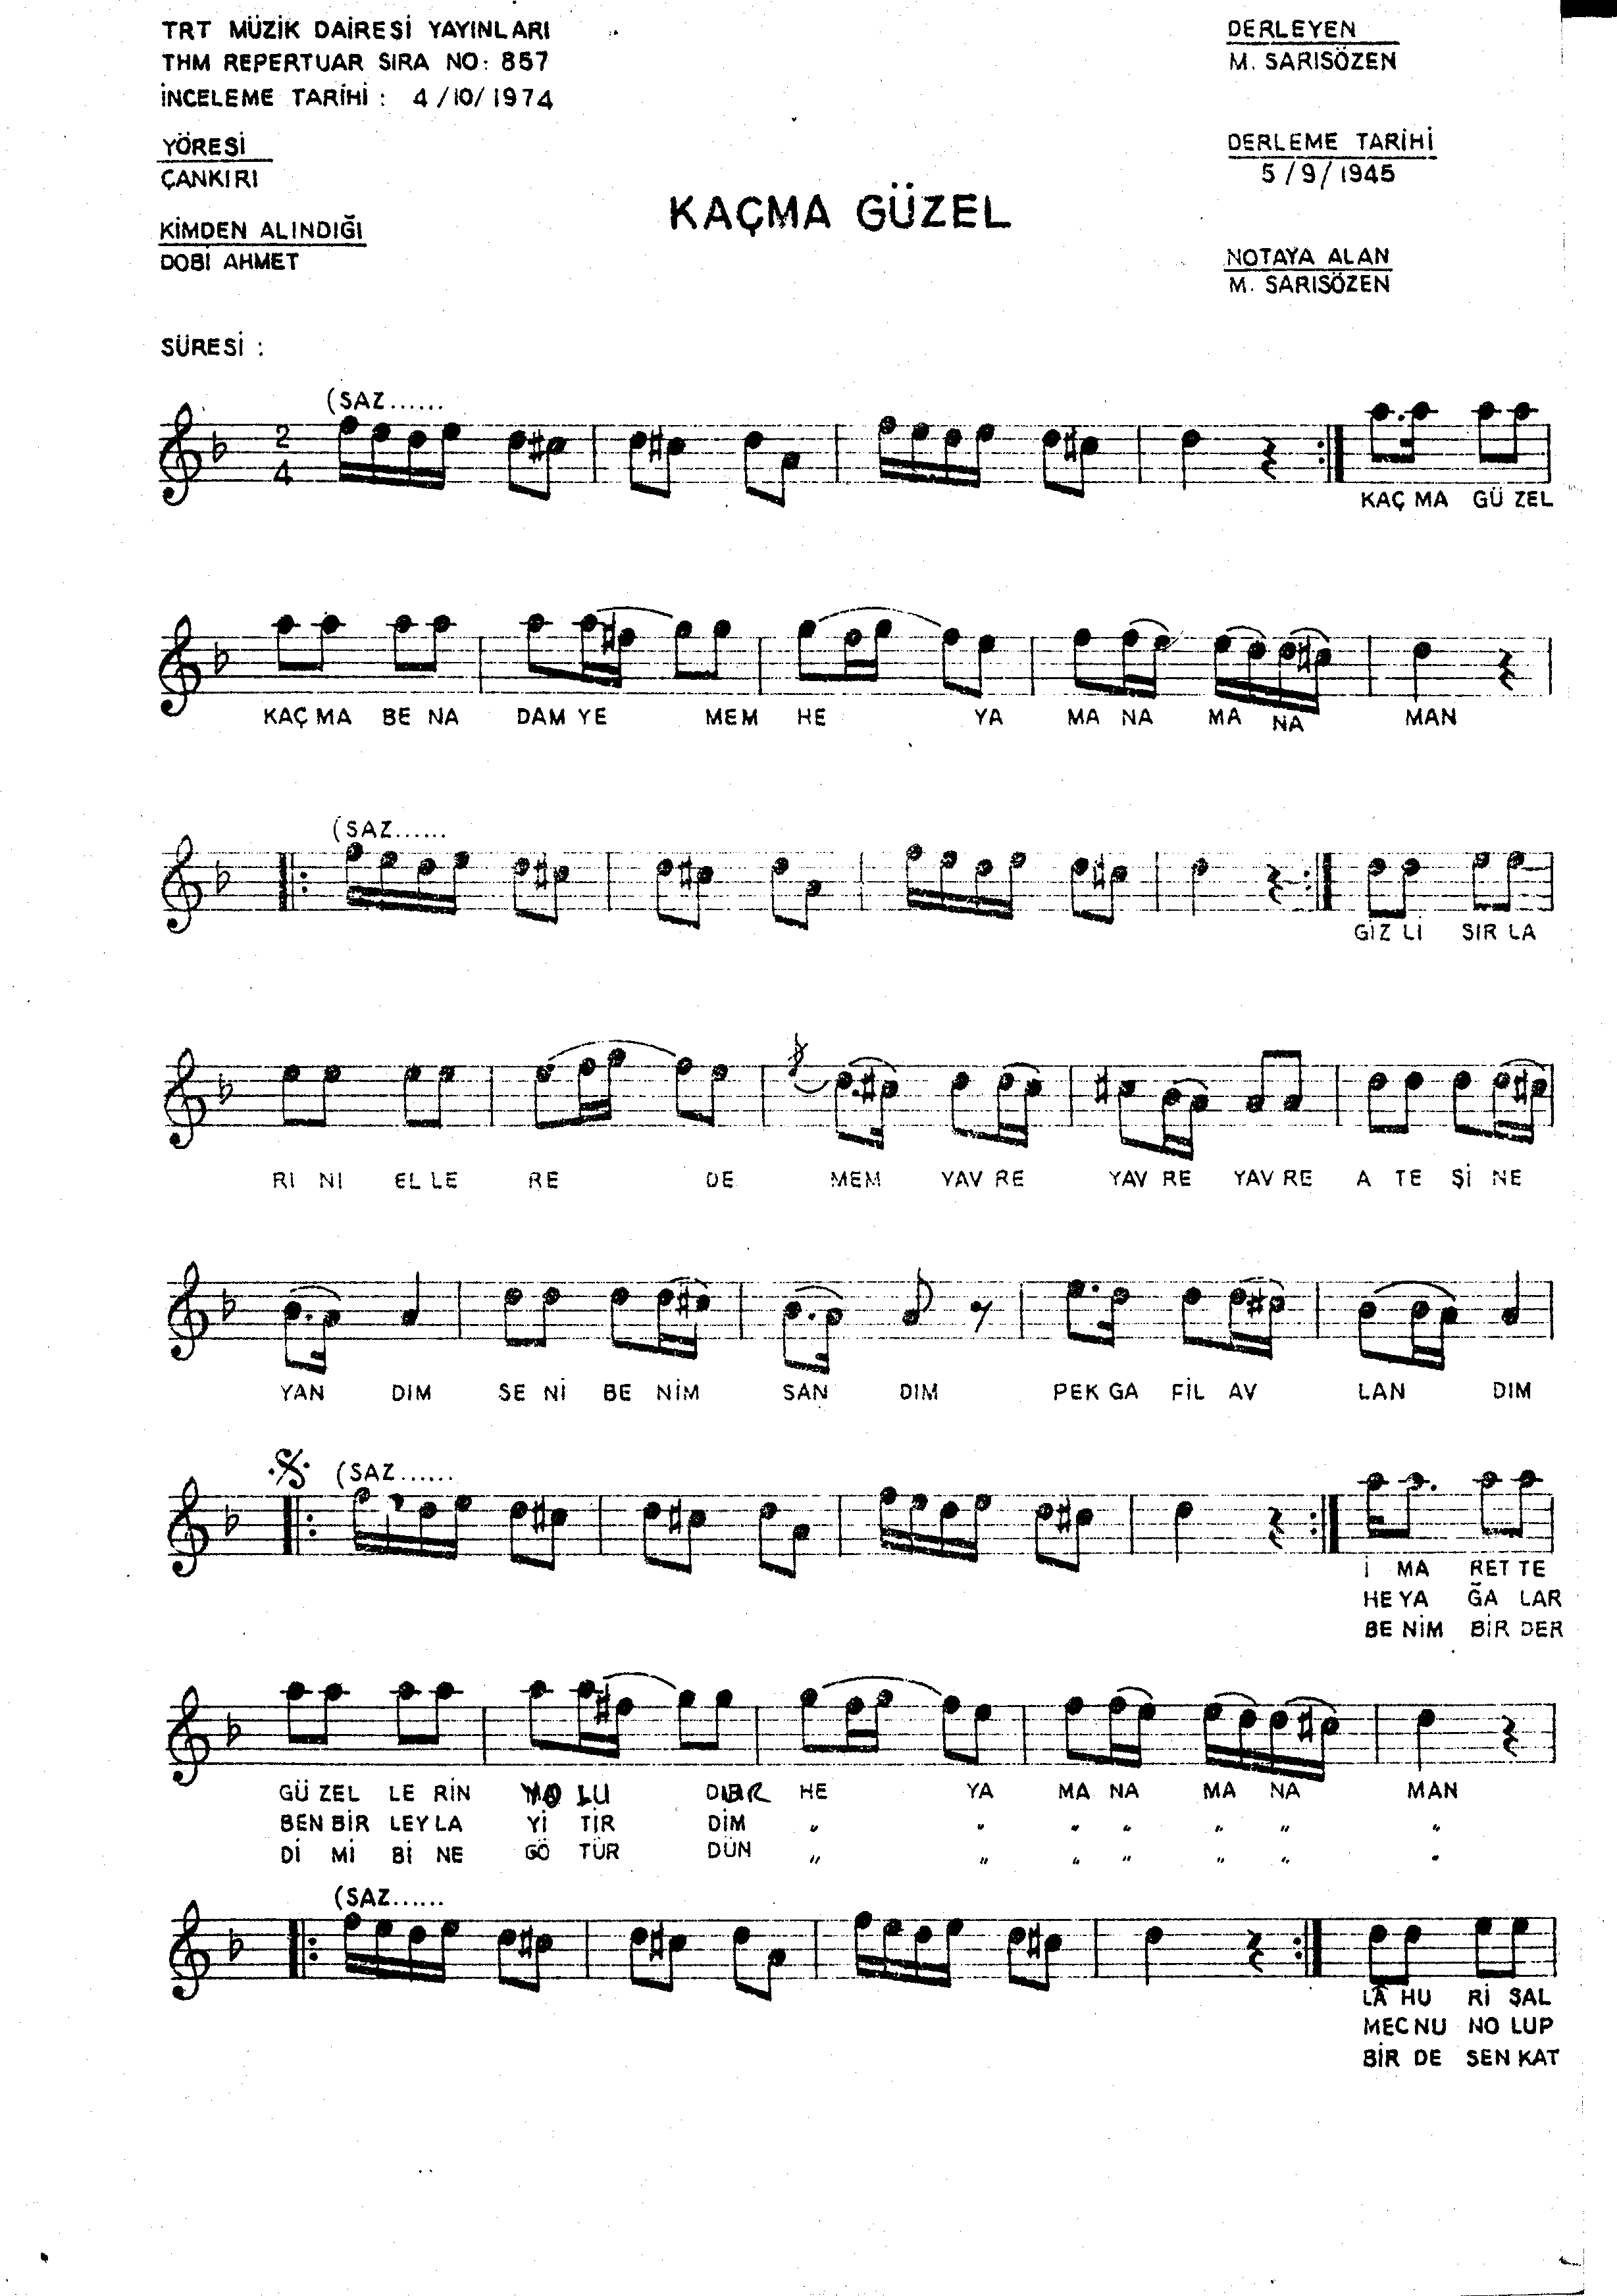 TRT MÜZİK DAİRESİ YAYINLARI
THM REPERTUAR SIRA NO: 857
İNCELEME TARİHİ : 4/10/1974
YÖRESİ
ÇANKIRI
KİMDEN ALINDIĞI
DOBİ AHMET
SÜRESİ :
KAÇMA GÜZEL
DERLEYEN
M. SARISÖZEN
DERLEME TARİHİ
5/9/1945
NOTAYA ALAN
M. SARISÖZEN
(SAZ......
2
4
KAÇ MA GÜ ZEL
KAÇ MA BE NA DAM YE MEM HE YA MA NA MA NA MAN
(SAZ......
GİZ Lİ SIR LA
RI NI EL LE RE DE MEM YAV RE YAV RE YAV RE A TE Şİ NE
YAN DIM SE Nİ BE NİM SAN DIM PEK GA FİL AV LAN DIM
(SAZ......
İ MA RET TE
HE YA ĞA LAR
BE NİM BİR DER
GÜ ZEL LE RİN YO LU DUR HE YA MA NA MA NA MAN
BEN BİR LEY LA Yİ TİR DİM " " " " " " "
Dİ Mİ Bİ NE GÖ TÜR DÜN " " " " " " "
(SAZ......
LÂ HU Rİ ŞAL
MEC NU NO LUP
BİR DE SEN KAT